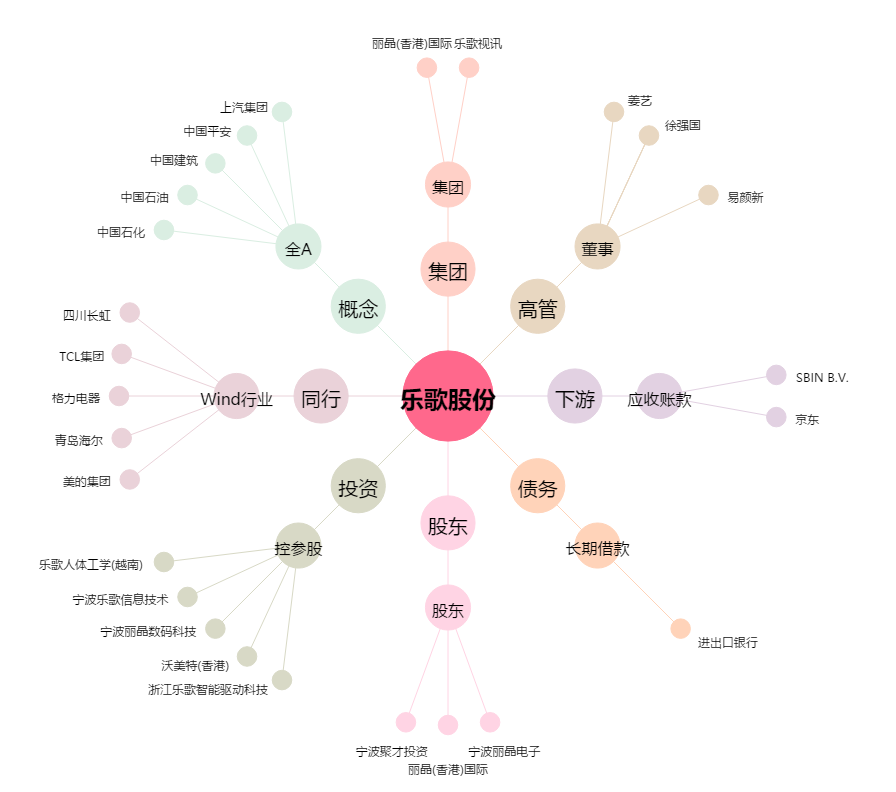 丽晶(香港)国际
乐歌视讯
集团
集团
姜艺
徐强国
易颜新
董事
高管
上汽集团
中国平安
中国建筑
中国石油
中国石化
全A
概念
四川长虹
TCL集团
格力电器
青岛海尔
美的集团
Wind行业
同行
乐歌股份
下游
应收账款
SBIN B.V.
京东
投资
控参股
乐歌人体工学(越南)
宁波乐歌信息技术
宁波丽晶数码科技
沃美特(香港)
浙江乐歌智能驱动科技
股东
股东
宁波聚才投资
丽晶(香港)国际
宁波丽晶电子
债务
长期借款
进出口银行